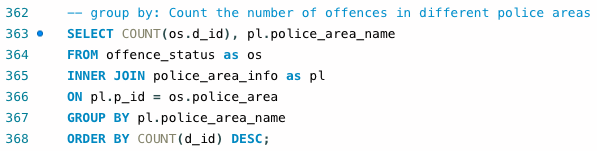 362 -- group by: Count the number of offences in different police areas
363 SELECT COUNT(os.d_id), pl.police_area_name
364 FROM offence_status as os
365 INNER JOIN police_area_info as pl
366 ON pl.p_id = os.police_area
367 GROUP BY pl.police_area_name
368 ORDER BY COUNT(d_id) DESC;